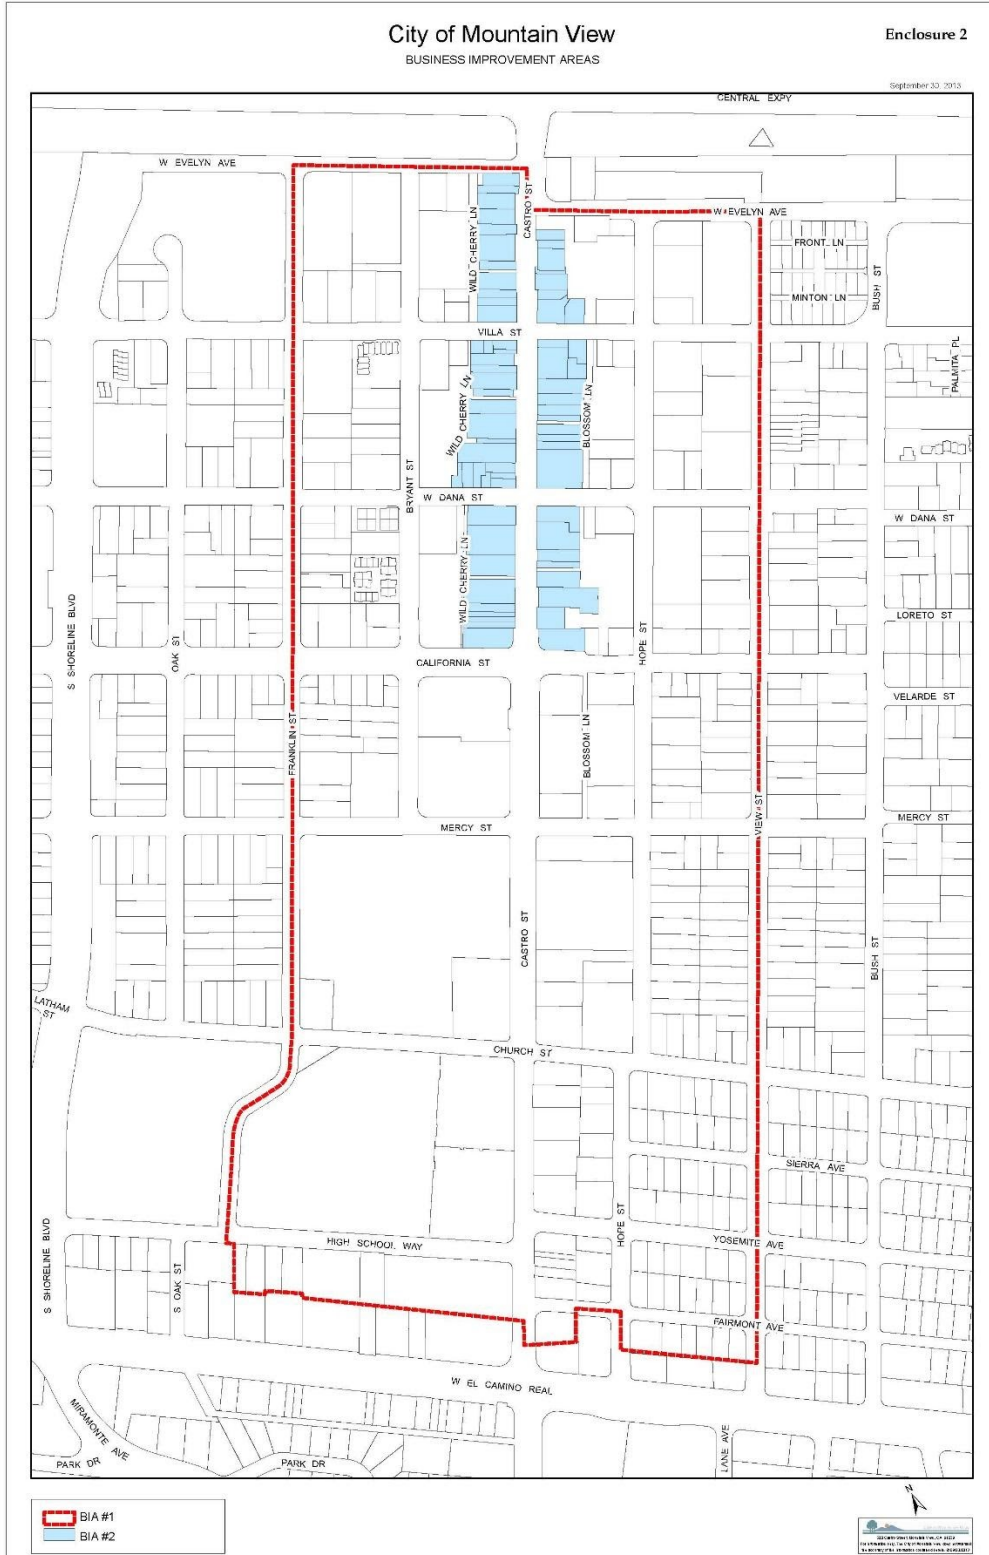 City of Mountain View
Enclosure 2
BUSINESS IMPROVEMENT AREAS
September 30, 2013
CENTRAL EXPY
W EVELYN AVE
CASTRO ST
W EVELYN AVE
WILD CHERRY LN
FRONT LN
BUSH ST
MINTON LN
VILLA ST
PALMITA PL
WILD CHERRY LN
BLOSSOM LN
BRYANT ST
W DANA ST
W DANA ST
WILD CHERRY LN
LORETO ST
S SHORELINE BLVD
OAK ST
HOPE ST
CALIFORNIA ST
VELARDE ST
FRANKLIN ST
BLOSSOM LN
VIEW ST
MERCY ST
MERCY ST
CASTRO ST
BUSH ST
LATHAM ST
CHURCH ST
SIERRA AVE
HOPE ST
S SHORELINE BLVD
S OAK ST
HIGH SCHOOL WAY
YOSEMITE AVE
FAIRMONT AVE
W EL CAMINO REAL
MIRAMONTE AVE
LANE AVE
PARK DR
PARK DR
N
BIA #1
BIA #2